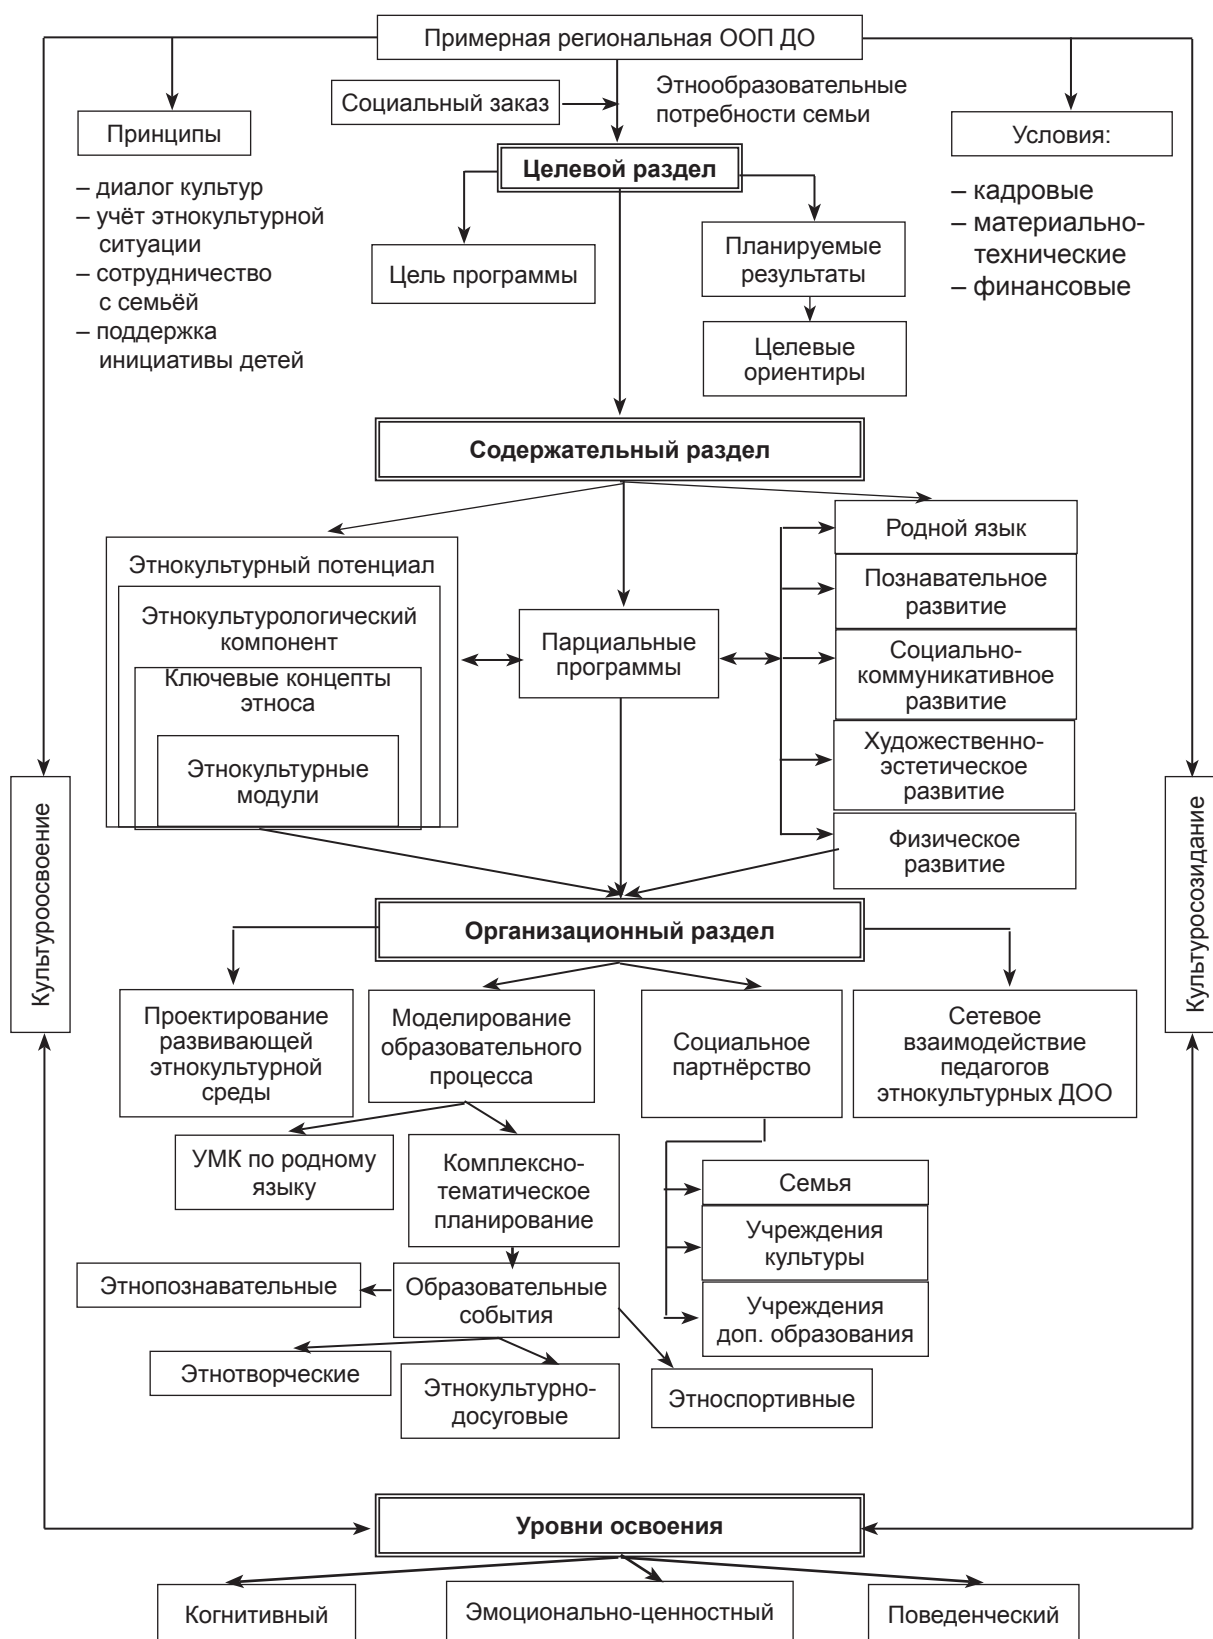 Примерная региональная ООП ДО
Социальный заказ
Этнообразовательные
потребности семьи
Принципы
– диалог культур
– учёт этнокультурной
ситуации
– сотрудничество
с семьёй
– поддержка
инициативы детей
Условия:
– кадровые
– материально-
технические
– финансовые
Целевой раздел
Цель программы
Планируемые
результаты
Целевые
ориентиры
Содержательный раздел
Этнокультурный потенциал
Этнокультурологический
компонент
Ключевые концепты
этноса
Этнокультурные
модули
Парциальные
программы
Родной язык
Познавательное
развитие
Социально-
коммуникативное
развитие
Художественно-
эстетическое
развитие
Физическое
развитие
Культуроосвоение
Культуросозидание
Организационный раздел
Проектирование
развивающей
этнокультурной
среды
Моделирование
образовательного
процесса
Социальное
партнёрство
Сетевое
взаимодействие
педагогов
этнокультурных ДОО
УМК по родному
языку
Комплексно-
тематическое
планирование
Семья
Учреждения
культуры
Учреждения
доп. образования
Этнопознавательные
Образовательные
события
Этнотворческие
Этнокультурно-
досуговые
Этноспортивные
Уровни освоения
Когнитивный
Эмоционально-ценностный
Поведенческий